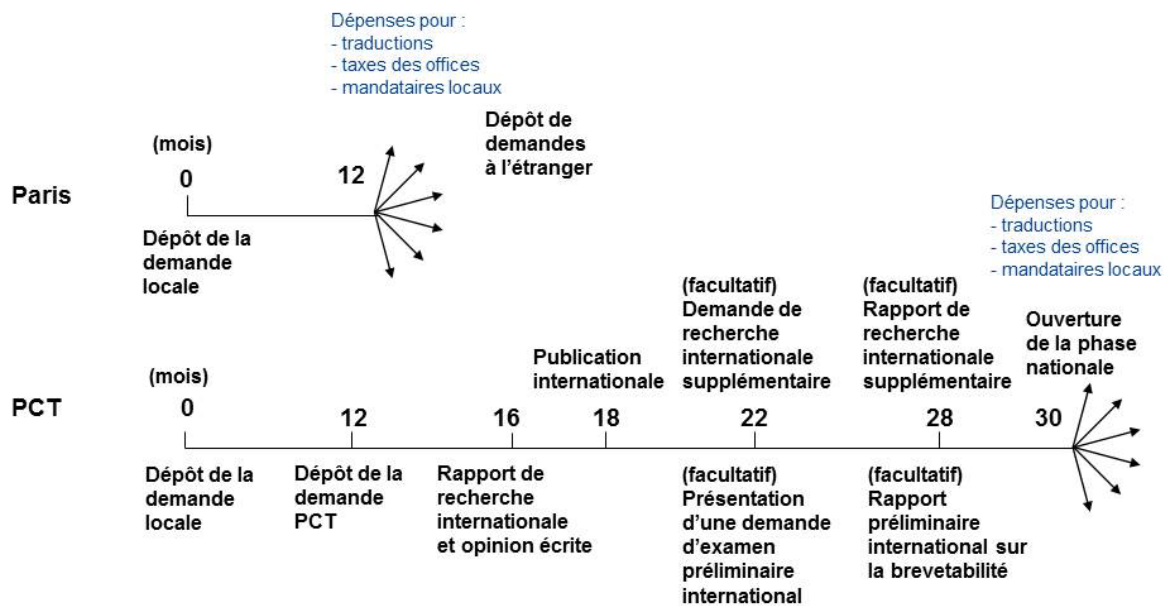 Dépenses pour :
- traductions
- taxes des offices
- mandataires locaux
Dépôt de
demandes
à l'étranger
(mois)
0
12
Paris
Dépôt de la
demande
locale
Dépenses pour :
- traductions
- taxes des offices
- mandataires locaux
(facultatif)
Demande de
recherche
internationale
supplémentaire
(facultatif)
Rapport de
recherche
internationale
supplémentaire
Ouverture
de la phase
nationale
Publication
internationale
(mois)
PCT
0
12
16
18
22
28
30
Dépôt de la
demande
locale
Dépôt de la
demande
PCT
Rapport de
recherche
internationale
et opinion écrite
(facultatif)
Présentation
d'une demande
d'examen
préliminaire
international
(facultatif)
Rapport
préliminaire
international sur
la brevetabilité